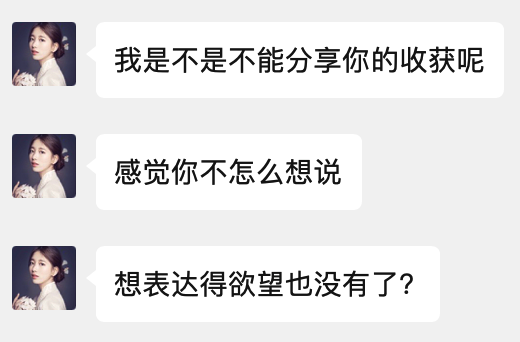 我是不是不能分享你的收获呢
感觉你不怎么想说
想表达得欲望也没有了？